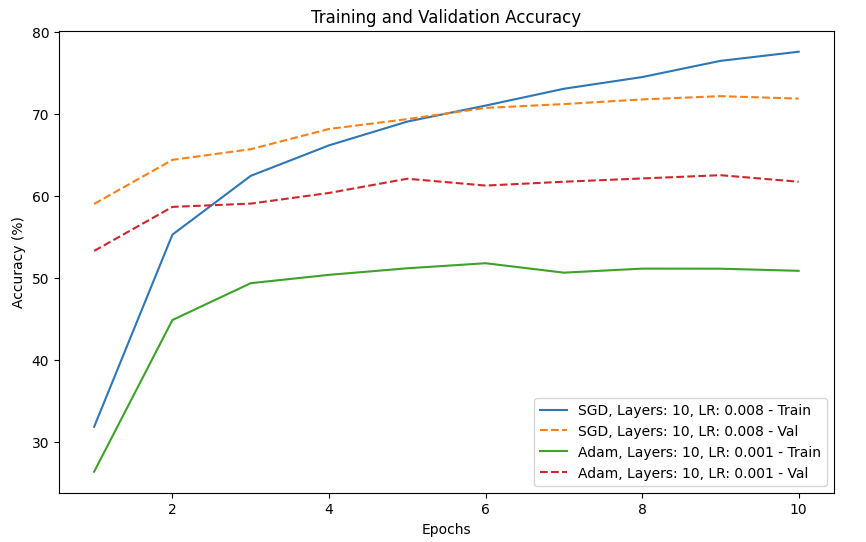 Training and Validation Accuracy
80
70
60
50
40
30
Accuracy (%)
2
4
6
8
10
Epochs
SGD, Layers: 10, LR: 0.008 - Train
SGD, Layers: 10, LR: 0.008 - Val
Adam, Layers: 10, LR: 0.001 - Train
Adam, Layers: 10, LR: 0.001 - Val